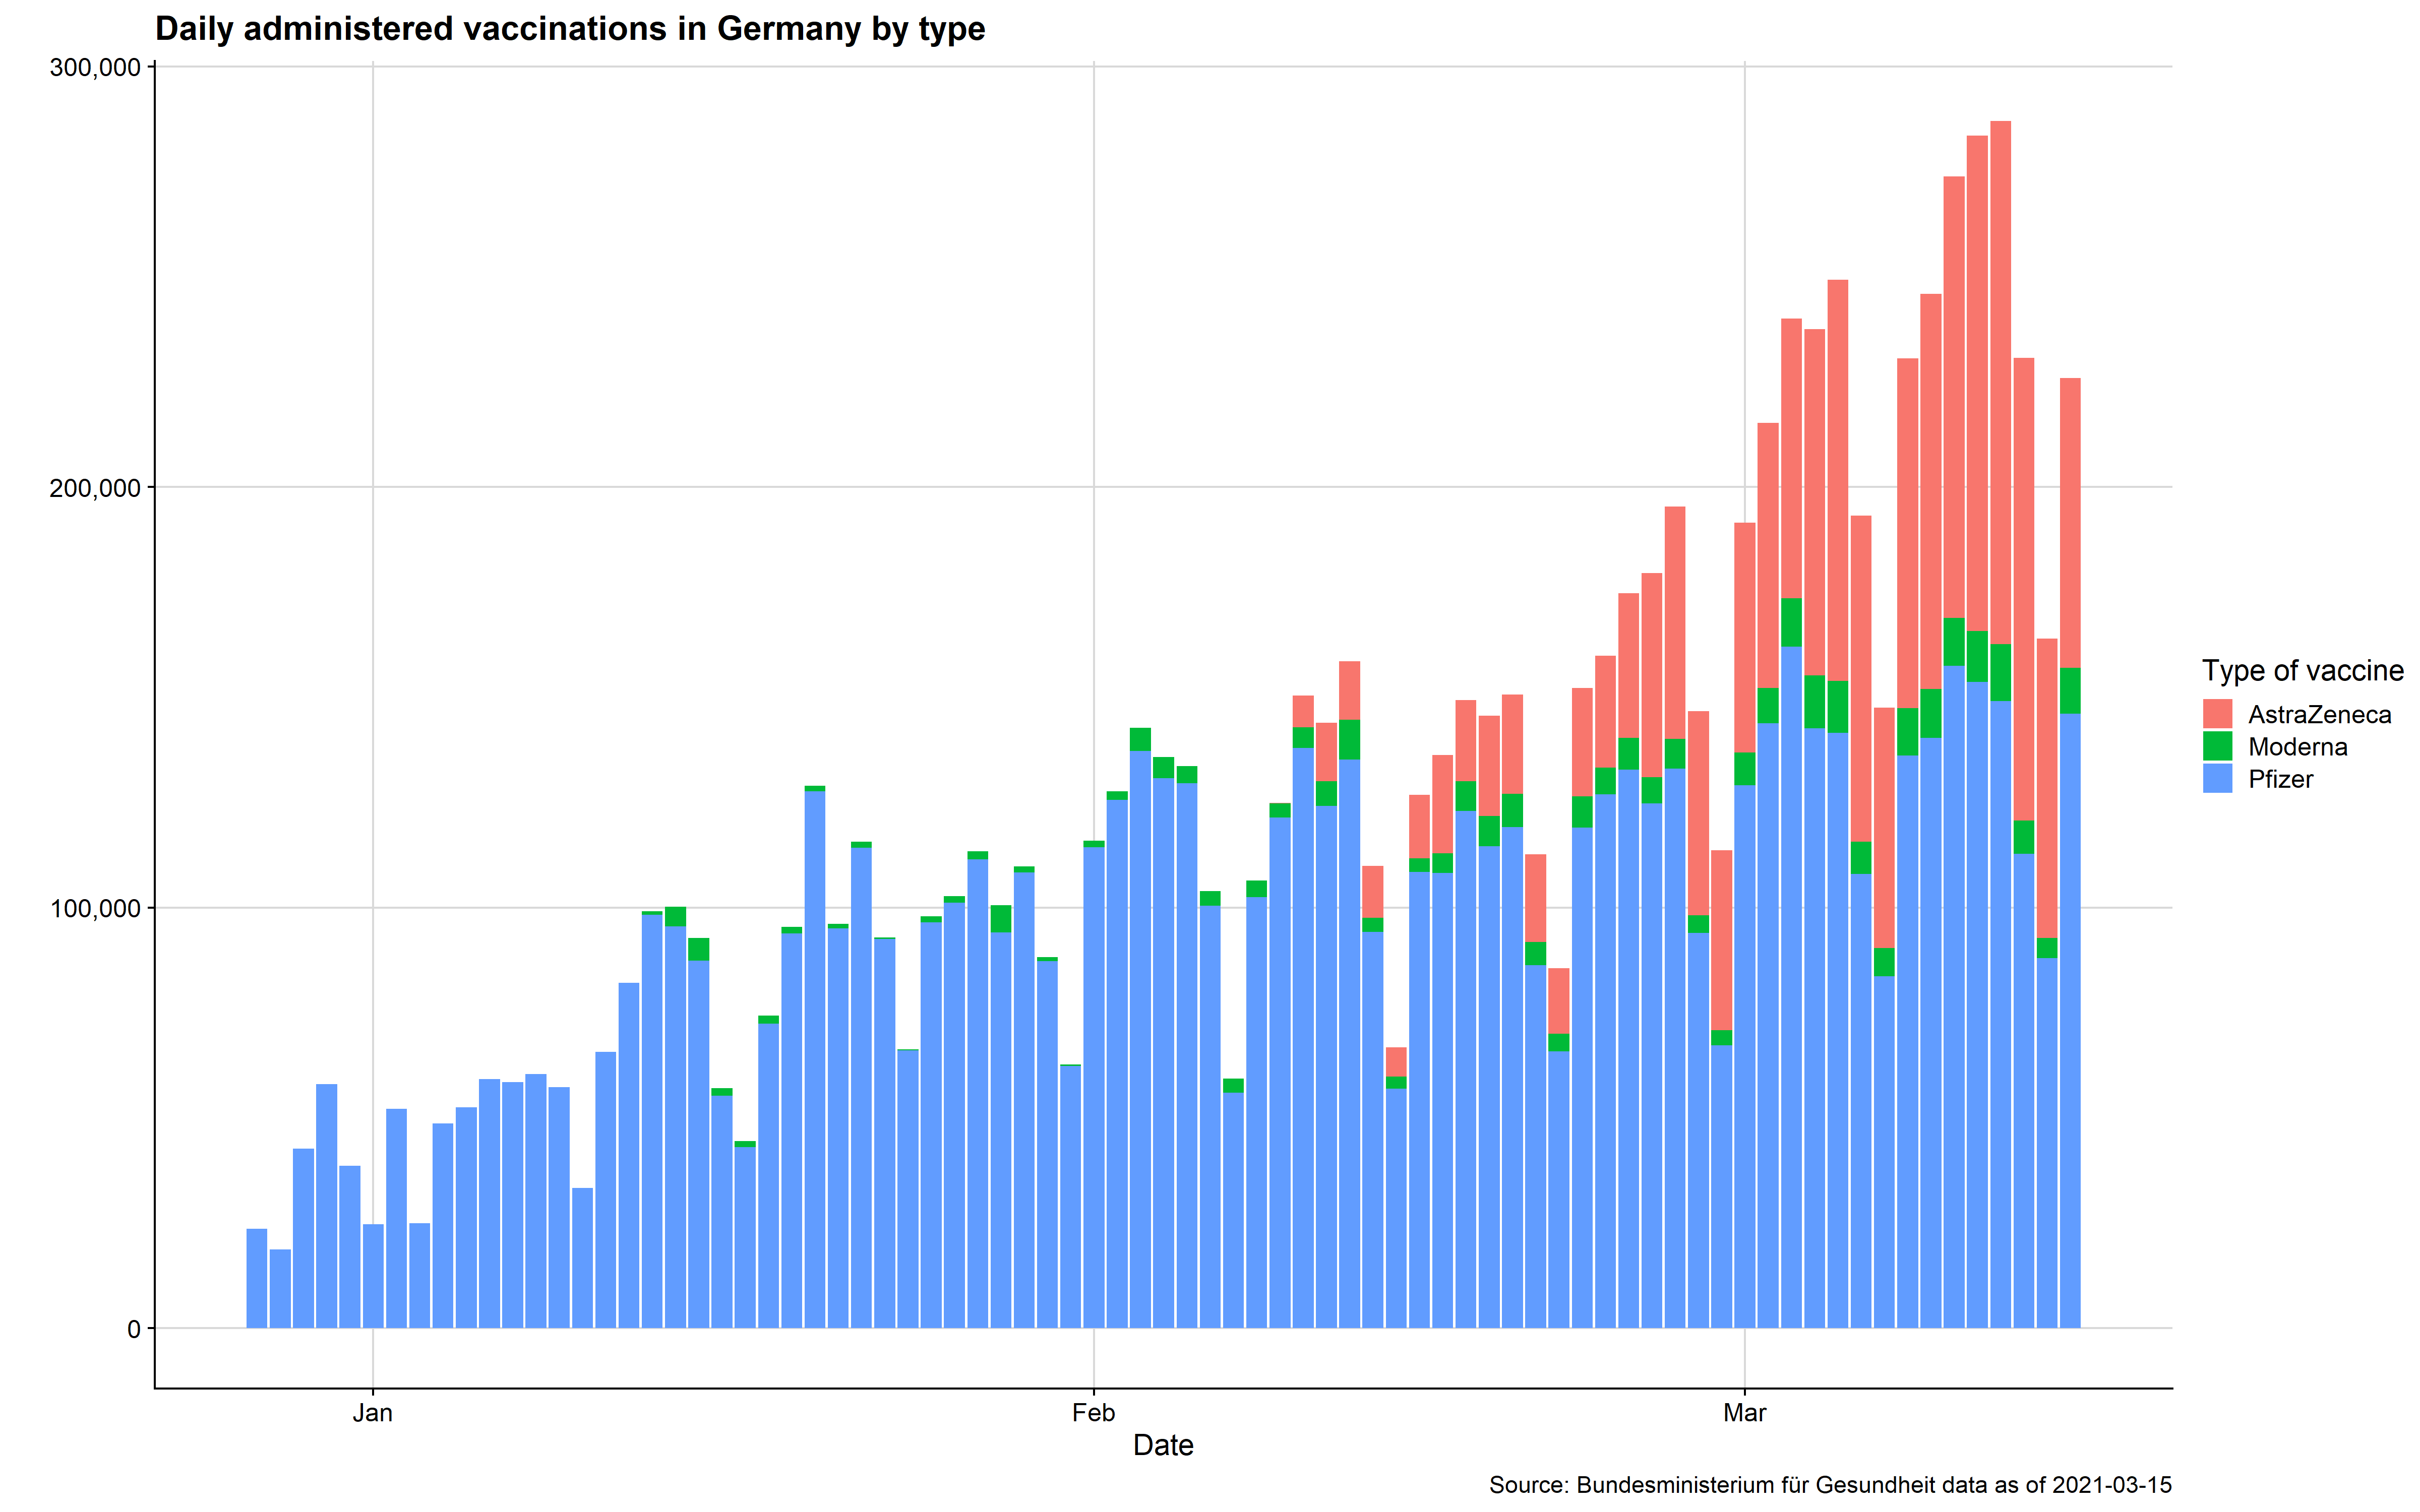 Daily administered vaccinations in Germany by type
300,000
200,000
100,000
0
Jan
Feb
Mar
Date
Type of vaccine
AstraZeneca
Moderna
Pfizer
Source: Bundesministerium für Gesundheit data as of 2021-03-15